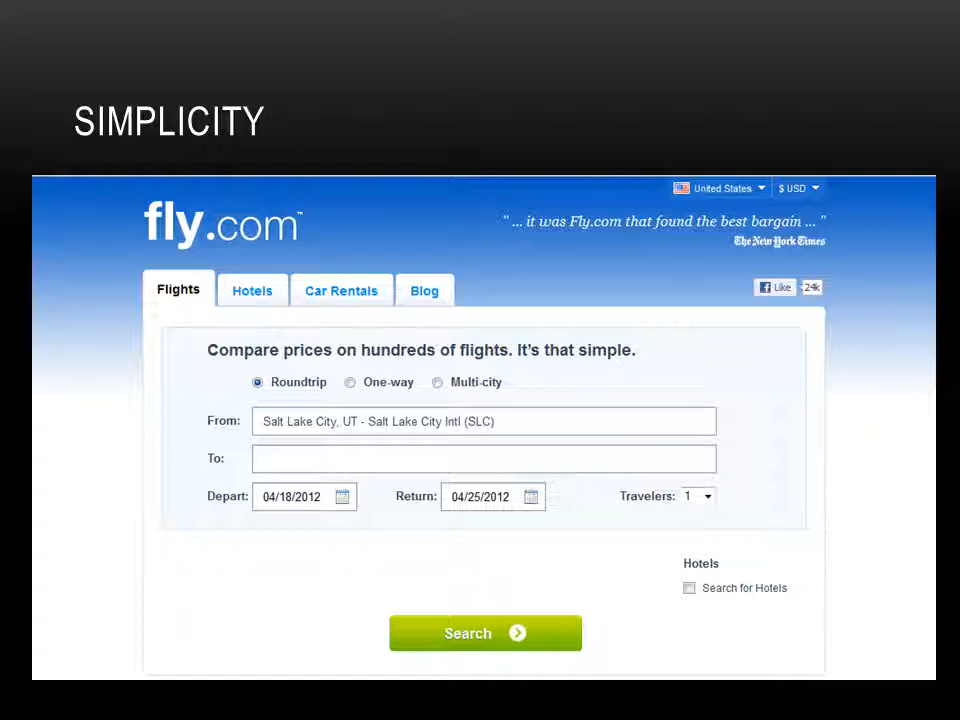 SIMPLICITY
United States $ USD
fly.com™
" ... it was Fly.com that found the best bargain ... "
The New York Times
Flights Hotels Car Rentals Blog
Like 24k
Compare prices on hundreds of flights. It's that simple.
Roundtrip One-way Multi-city
From: Salt Lake City, UT - Salt Lake City Intl (SLC)
To:
Depart: 04/18/2012 Return: 04/25/2012 Travelers: 1
Hotels
Search for Hotels
Search